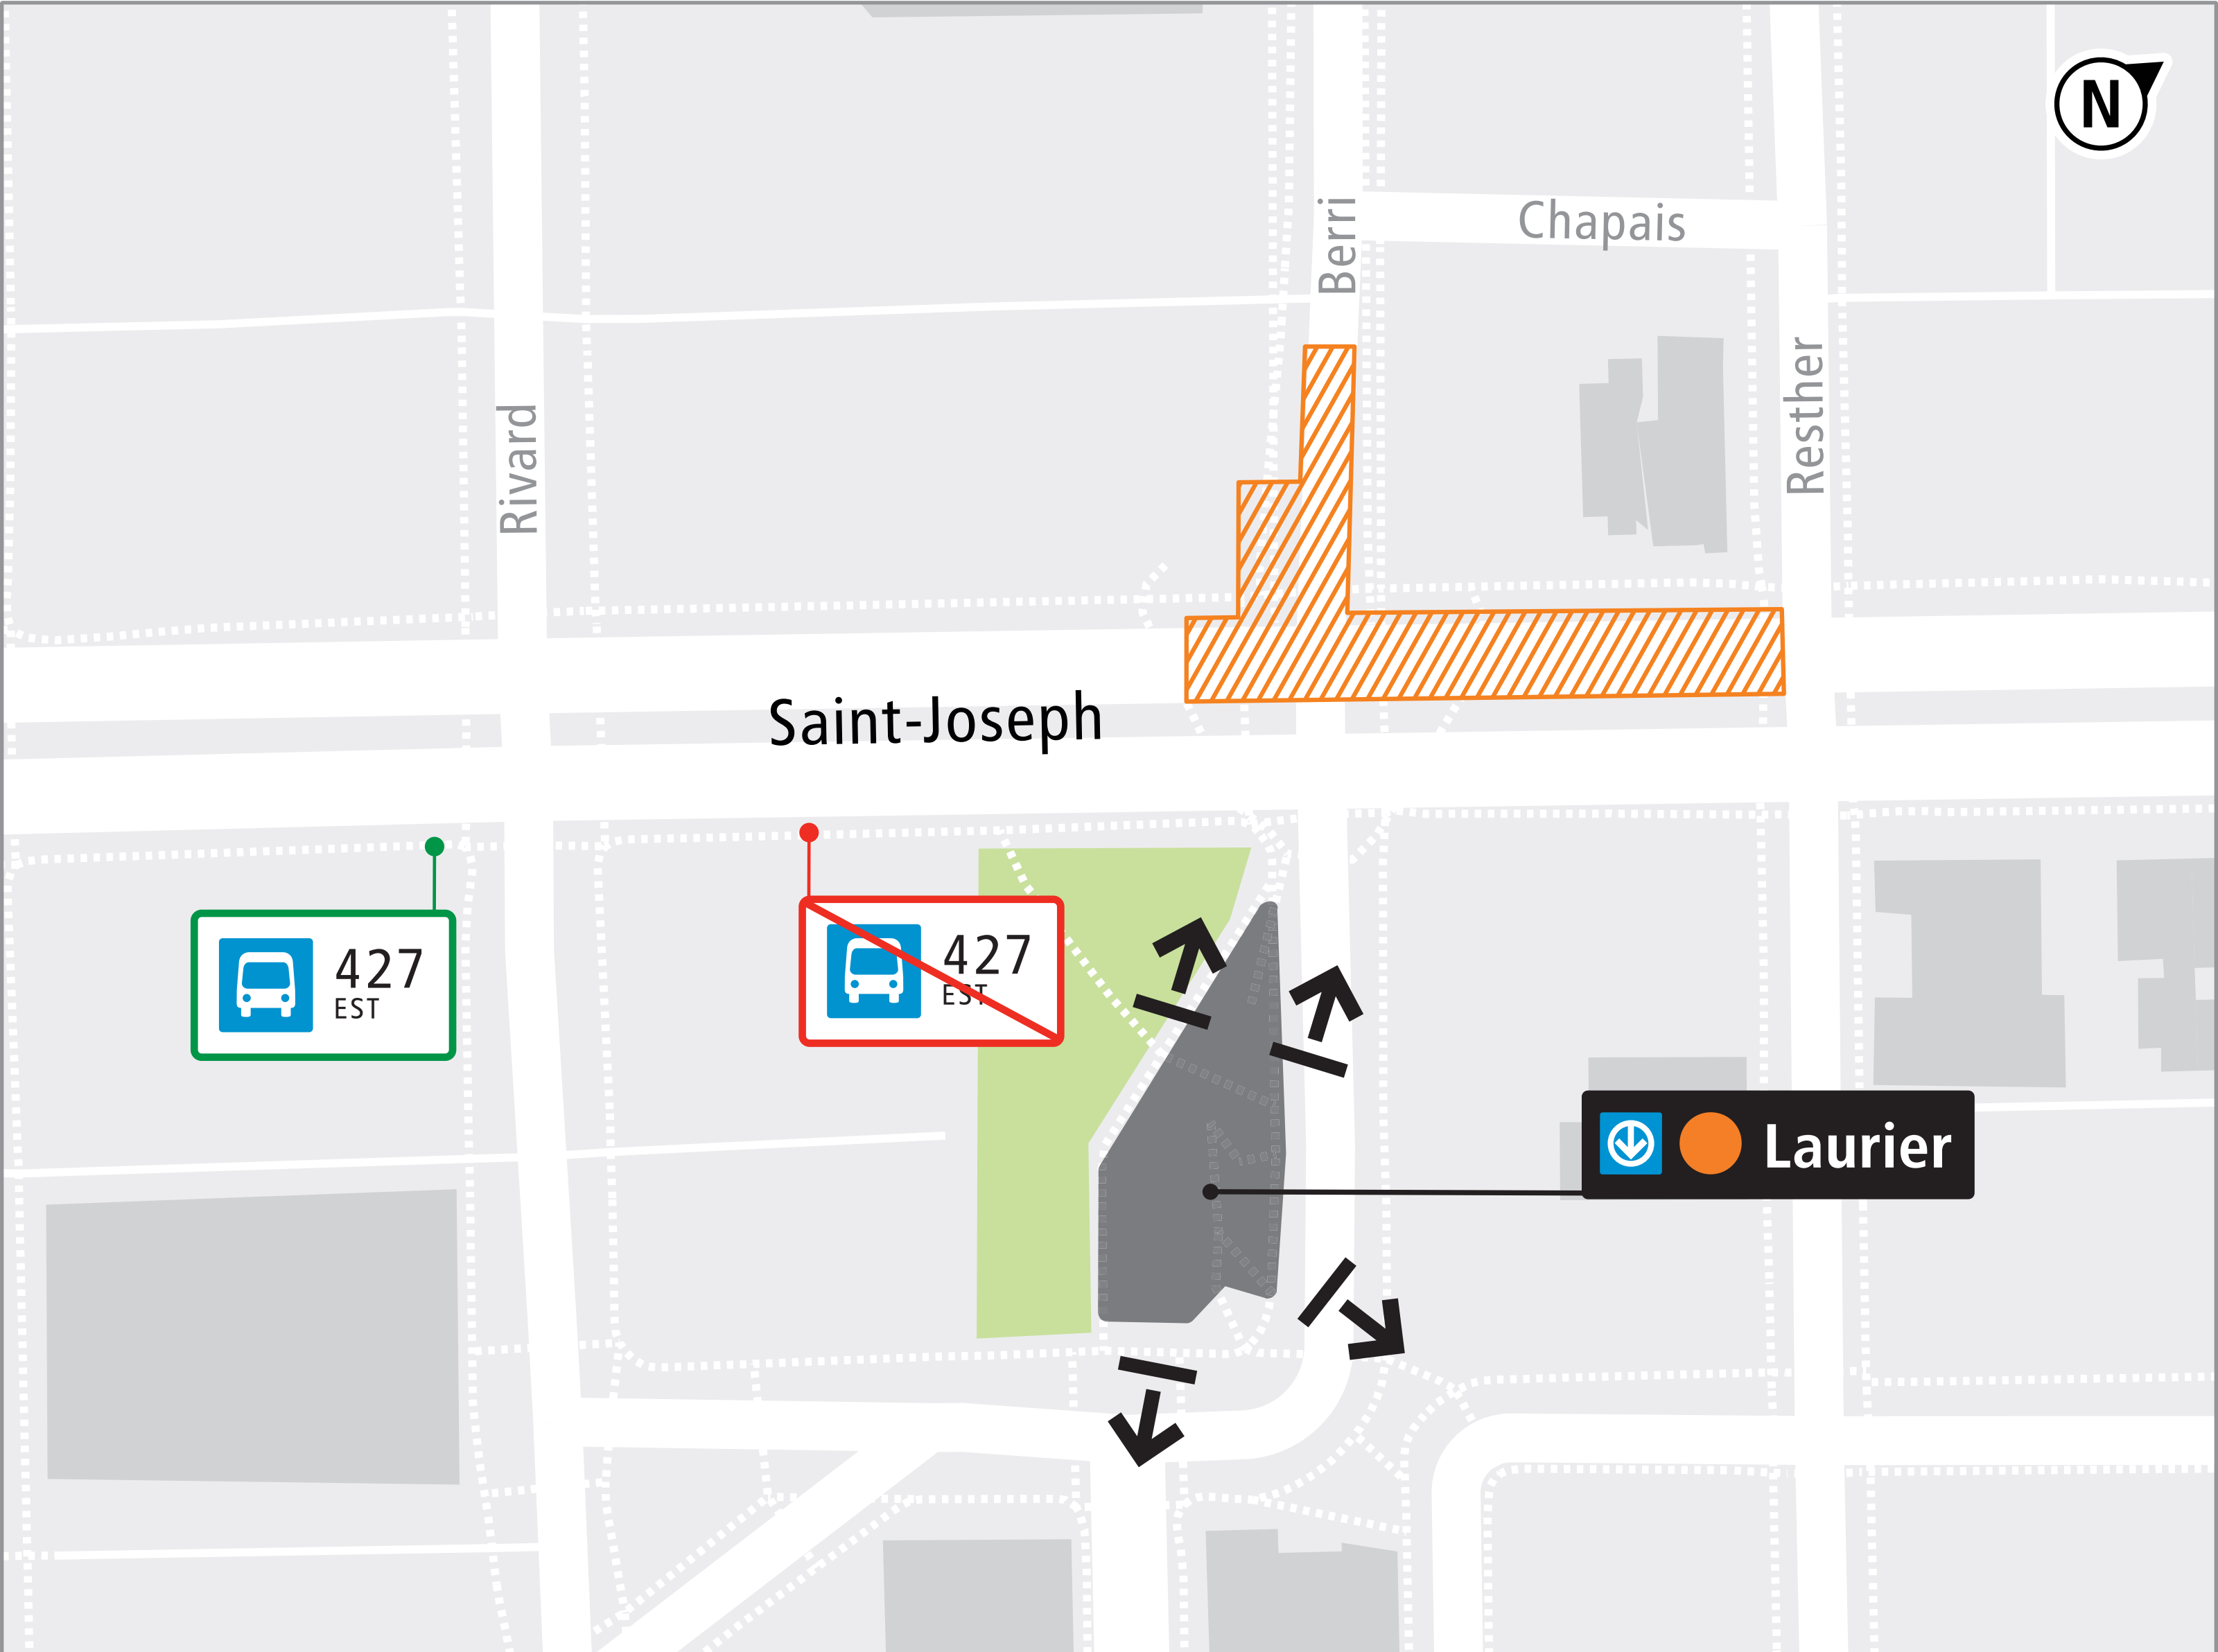 N
Chapais
Berri
Resther
Rivard
Saint-Joseph
427
EST
427
EST
Laurier